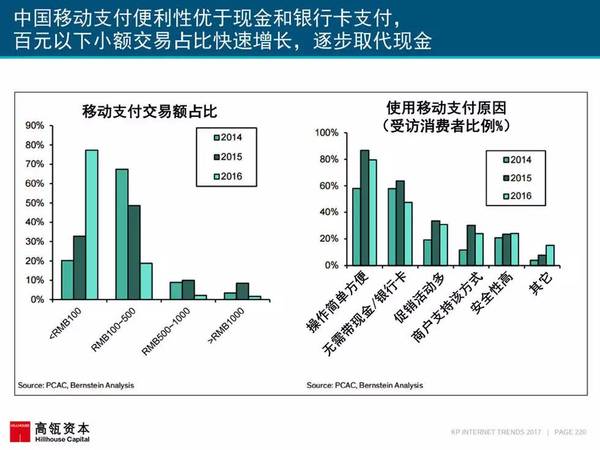 中国移动支付便利性优于现金和银行卡支付，
百元以下小额交易占比快速增长，逐步取代现金
移动支付交易额占比
90%
80%
70%
60%
50%
40%
30%
20%
10%
0%
2014
2015
2016
<RMB100
RMB100~500
RMB500~1000
>RMB1000
Source: PCAC, Bernstein Analysis
使用移动支付原因
（受访消费者比例%）
100%
80%
60%
40%
20%
0%
2014
2015
2016
操作简单方便
无需带现金/银行卡
促销活动多
商户支持该方式
安全性高
其它
Source: PCAC, Bernstein Analysis
HILLHOUSE
高瓴资本
Hillhouse Capital
KP INTERNET TRENDS 2017 | PAGE 220